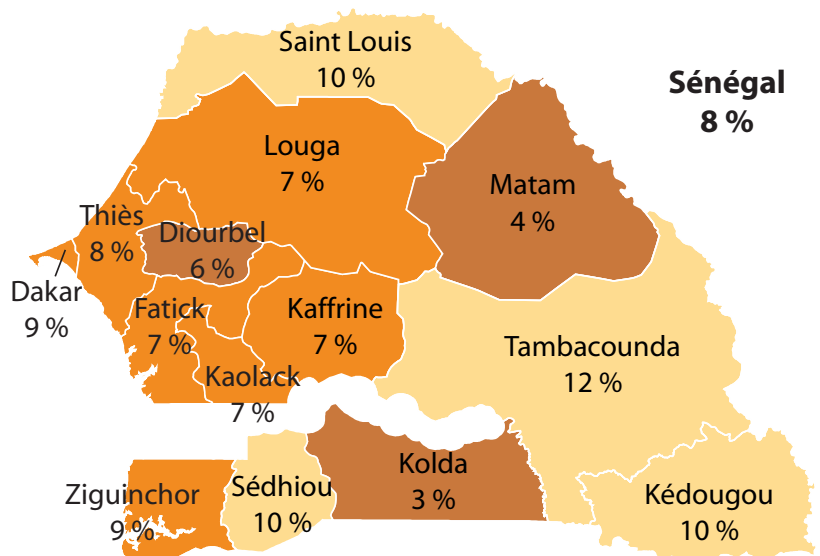 Saint Louis
10 %
Sénégal
8 %
Louga
7 %
Matam
4 %
Thiès
8 %
Diourbel
6 %
Dakar
9 %
Fatick
7 %
Kaffrine
7 %
Kaolack
7 %
Tambacounda
12 %
Ziguinchor
9 %
Sédhiou
10 %
Kolda
3 %
Kédougou
10 %